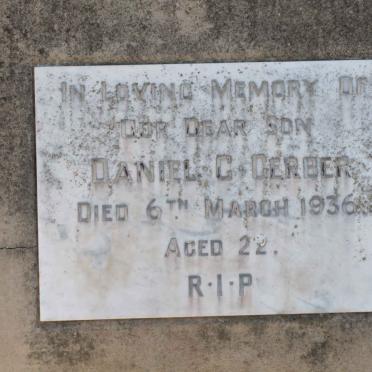 IN LOVING MEMORY OF
OUR DEAR SON
DANIEL C. GERBER
DIED 6TH MARCH 1936
AGED 22.
R·I·P